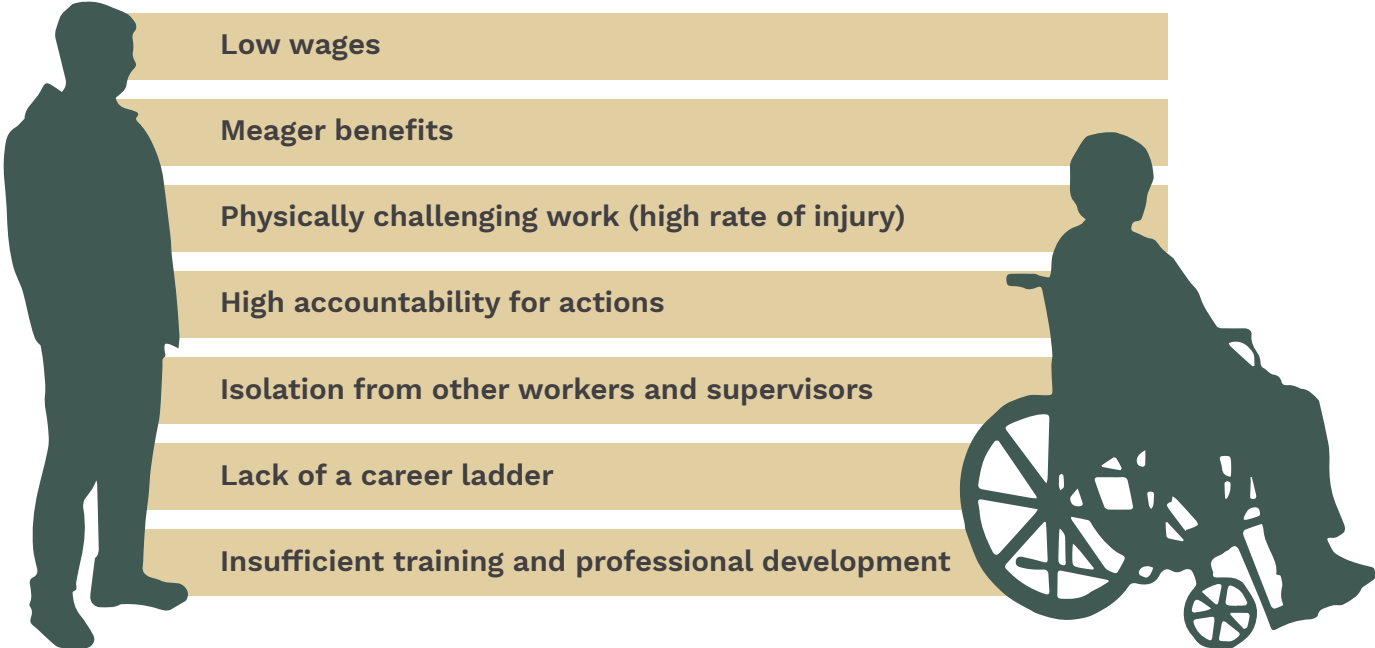 Low wages
Meager benefits
Physically challenging work (high rate of injury)
High accountability for actions
Isolation from other workers and supervisors
Lack of a career ladder
Insufficient training and professional development